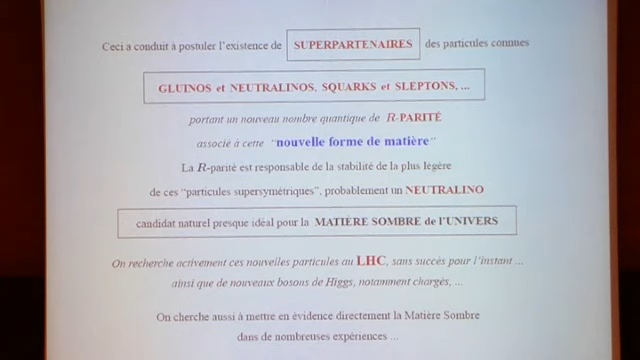 Ceci a conduit à postuler l'existence de SUPERPARTENAIRES des particules connues
GLUINOS et NEUTRALINOS, SQUARKS et SLEPTONS, ...
portant un nouveau nombre quantique de R-PARITÉ
associé à cette "nouvelle forme de matière"
La R-parité est responsable de la stabilité de la plus légère
de ces "particules supersymétriques", probablement un NEUTRALINO
candidat naturel presque idéal pour la MATIÈRE SOMBRE de l'UNIVERS
On recherche activement ces nouvelles particules au LHC, sans succès pour l'instant ...
ainsi que de nouveaux bosons de Higgs, notamment chargés, ...
On cherche aussi à mettre en évidence directement la Matière Sombre
dans de nombreuses expériences ...